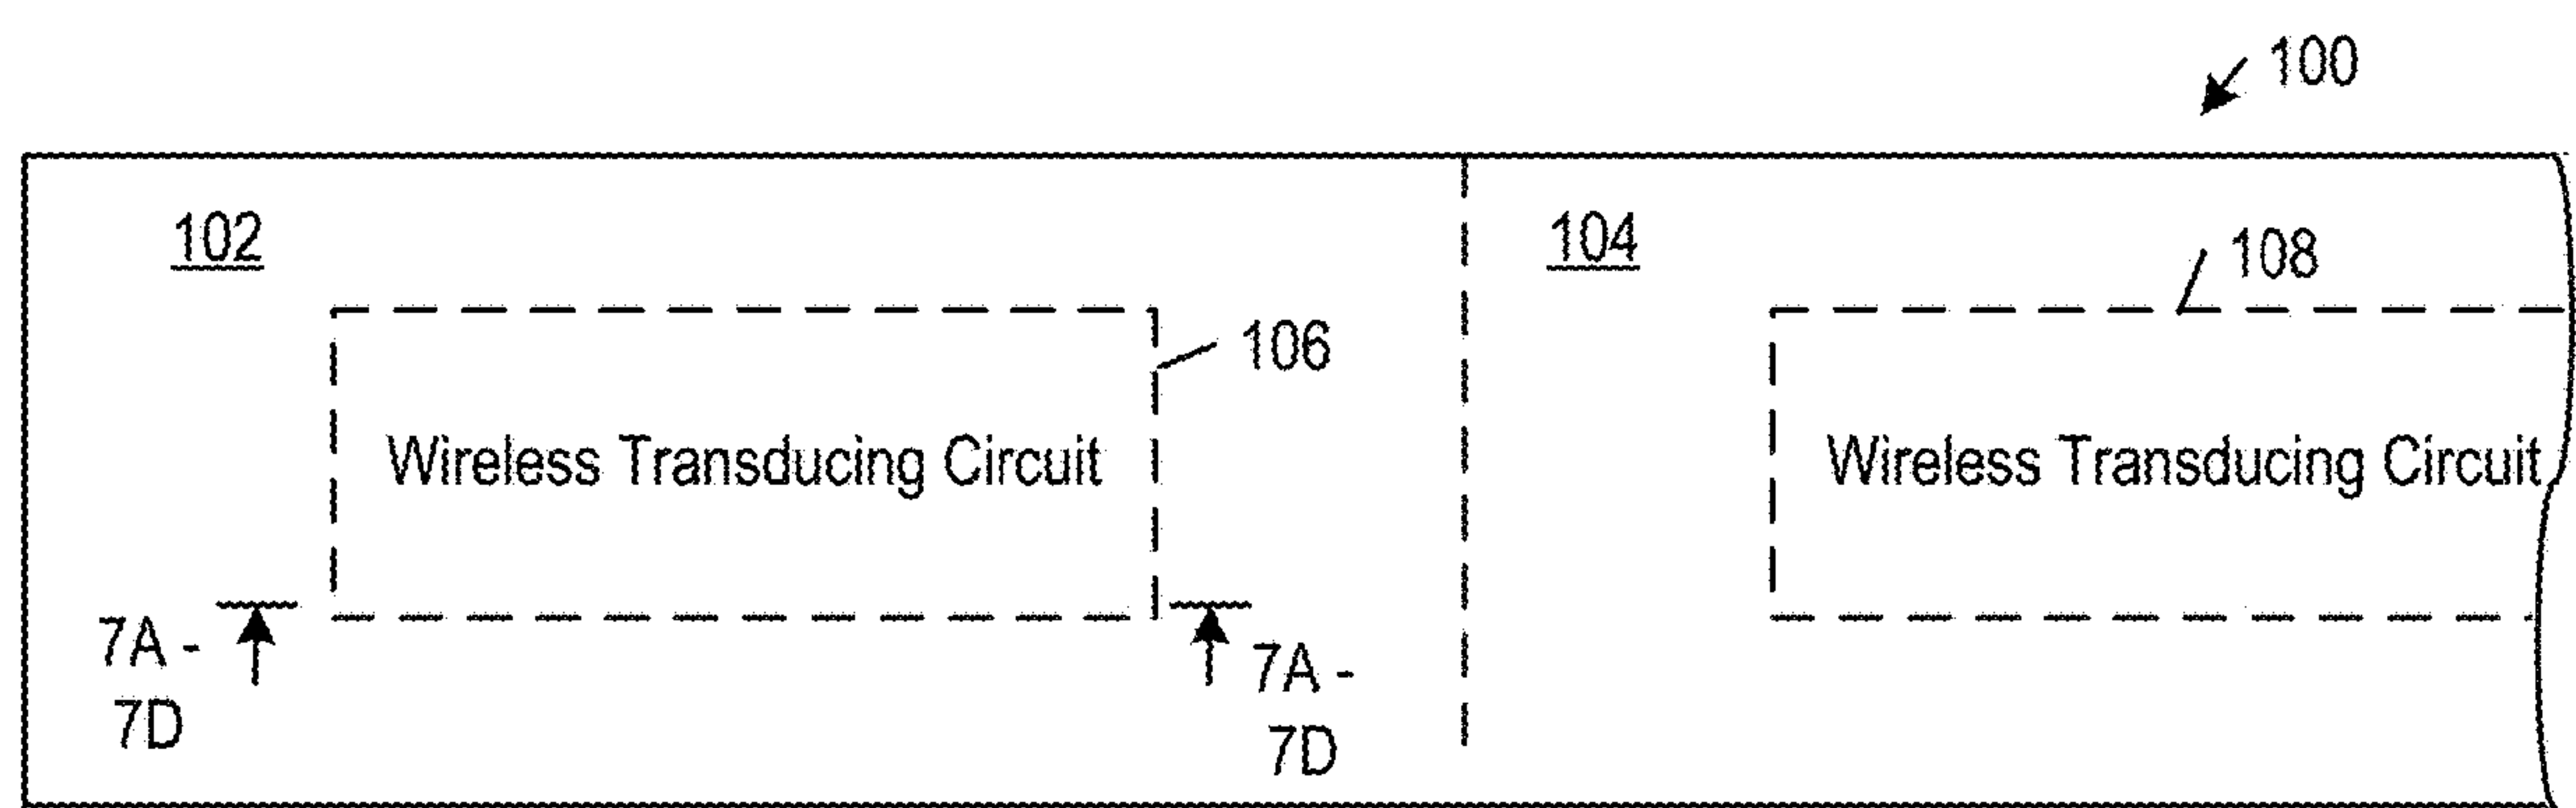 100
102
104
108
106
Wireless Transducing Circuit
Wireless Transducing Circuit
7A -
7D
7A -
7D